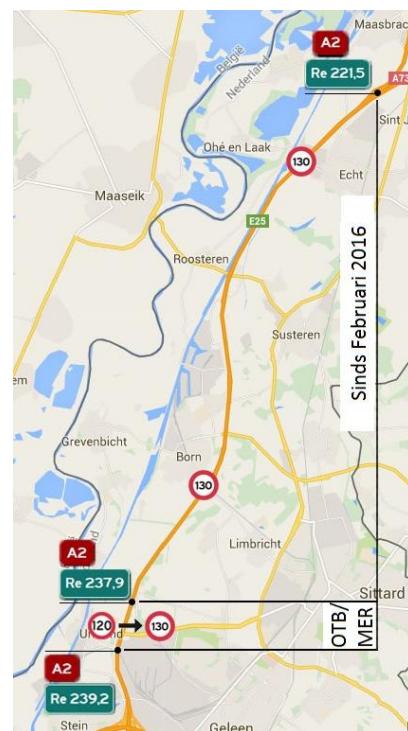 Maasbrac
A2
Re 221,5
België
Nederland
A73
Sint J
Ohé en Laak
130
Echt
Maaseik
E25
Roosteren
Sinds Februari 2016
Susteren
Grevenbicht
Born
130
Limbricht
A2
Re 237,9
Sittard
OTB/
MER
120
130
A2
Re 239,2
Stein
Geleen